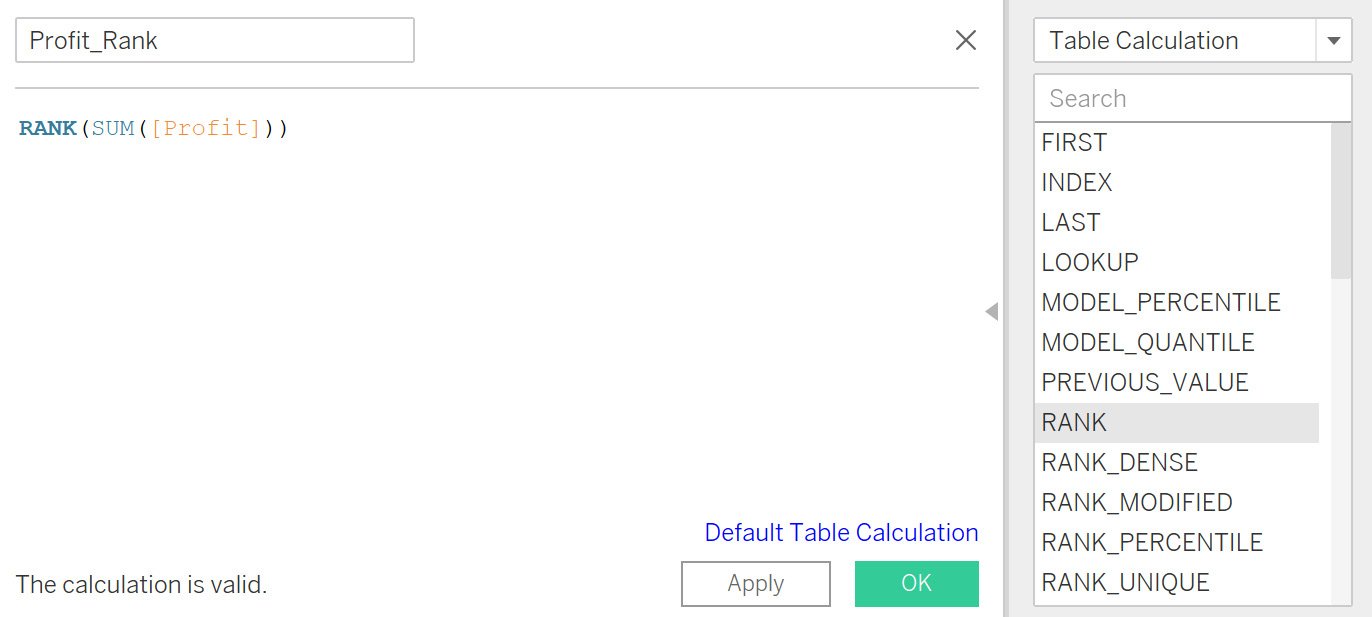 Profit_Rank
RANK(SUM([Profit]))
Default Table Calculation
The calculation is valid.
Apply
OK
Table Calculation
Search
FIRST
INDEX
LAST
LOOKUP
MODEL_PERCENTILE
MODEL_QUANTILE
PREVIOUS_VALUE
RANK
RANK_DENSE
RANK_MODIFIED
RANK_PERCENTILE
RANK_UNIQUE